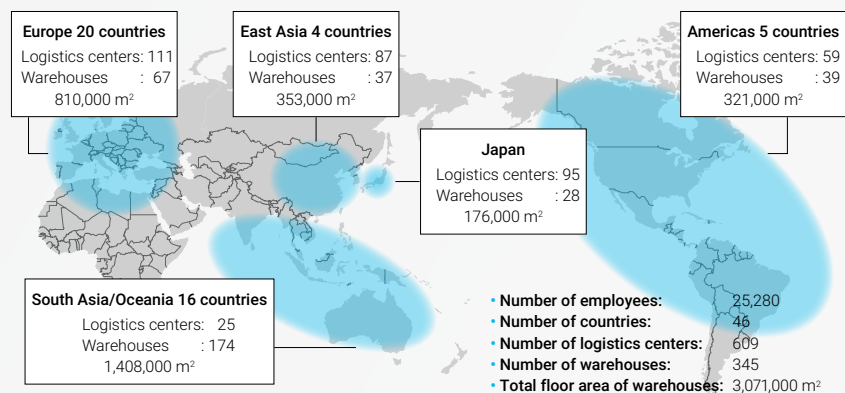 Europe 20 countries
Logistics centers: 111
Warehouses : 67
810,000 m²
East Asia 4 countries
Logistics centers: 87
Warehouses : 37
353,000 m²
Americas 5 countries
Logistics centers: 59
Warehouses : 39
321,000 m²
Japan
Logistics centers: 95
Warehouses : 28
176,000 m²
South Asia/Oceania 16 countries
Logistics centers: 25
Warehouses : 174
1,408,000 m²
• Number of employees: 25,280
• Number of countries: 46
• Number of logistics centers: 609
• Number of warehouses: 345
• Total floor area of warehouses: 3,071,000 m²